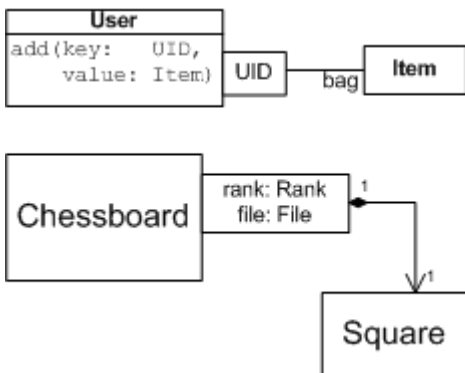 User
add(key: UID,
value: Item)
UID
bag
Item
Chessboard
rank: Rank
file: File
1
1
Square